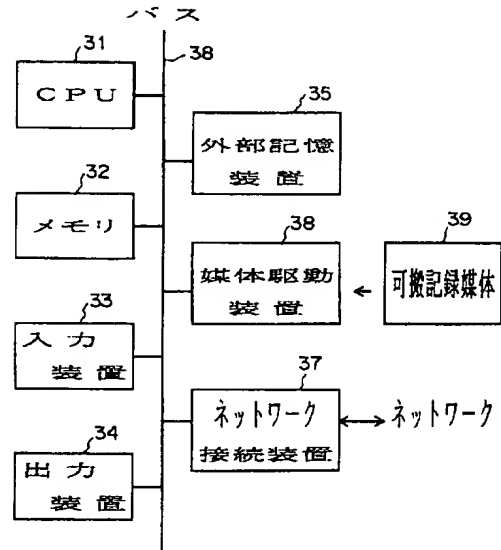 バス
38
31
CPU
32
メモリ
33
入力
装置
34
出力
装置
35
外部記憶
装置
38
媒体駆動
装置
39
可搬記録媒体
37
ネットワーク
接続装置
ネットワーク